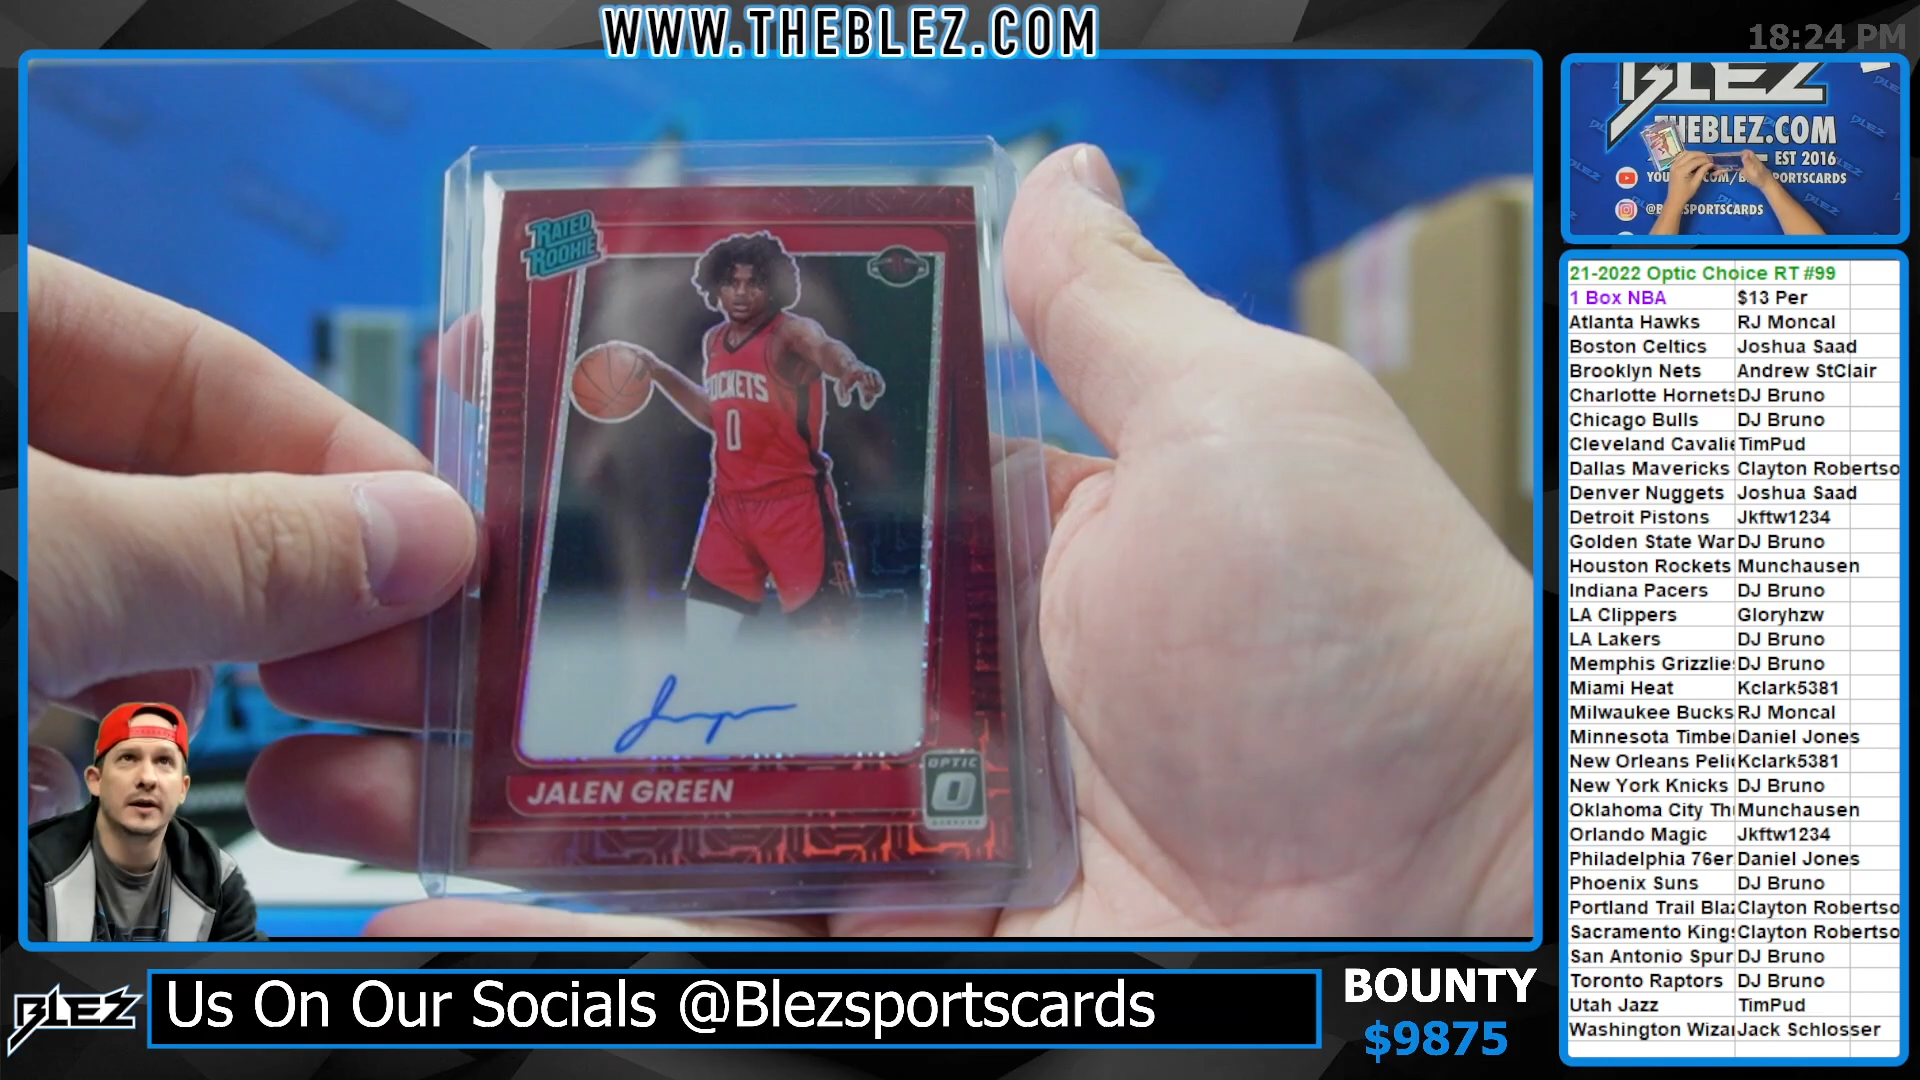 WWW.THEBLEZ.COM
18:24 PM
RATED
ROOKIE
ROCKETS
0
JALEN GREEN
OPTIC
BLEZ
THEBLEZ.COM
EST 2016
@BLEZSPORTSCARDS
21-2022 Optic Choice RT #99
1 Box NBA $13 Per
Atlanta Hawks RJ Moncal
Boston Celtics Joshua Saad
Brooklyn Nets Andrew StClair
Charlotte Hornets DJ Bruno
Chicago Bulls DJ Bruno
Cleveland Cavalie TimPud
Dallas Mavericks Clayton Robertso
Denver Nuggets Joshua Saad
Detroit Pistons Jkftw1234
Golden State War DJ Bruno
Houston Rockets Munchausen
Indiana Pacers DJ Bruno
LA Clippers Gloryhzw
LA Lakers DJ Bruno
Memphis Grizzlies DJ Bruno
Miami Heat Kclark5381
Milwaukee Bucks RJ Moncal
Minnesota Timbe Daniel Jones
New Orleans Peli Kclark5381
New York Knicks DJ Bruno
Oklahoma City Th Munchausen
Orlando Magic Jkftw1234
Philadelphia 76er Daniel Jones
Phoenix Suns DJ Bruno
Portland Trail Bla Clayton Robertso
Sacramento Kings Clayton Robertso
San Antonio Spur DJ Bruno
Toronto Raptors DJ Bruno
Utah Jazz TimPud
Washington Wiza Jack Schlosser
BLEZ
Us On Our Socials @Blezsportscards
BOUNTY
$9875